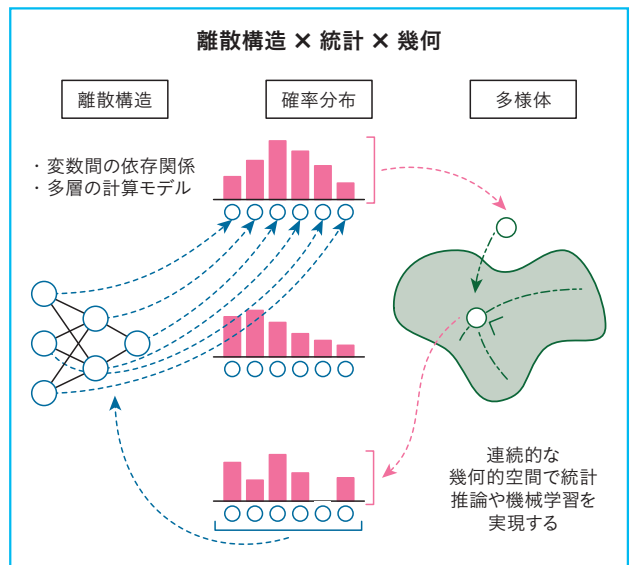 離散構造 × 統計 × 幾何
離散構造
確率分布
多様体
・変数間の依存関係
・多層の計算モデル
連続的な
幾何的空間で統計
推論や機械学習を
実現する